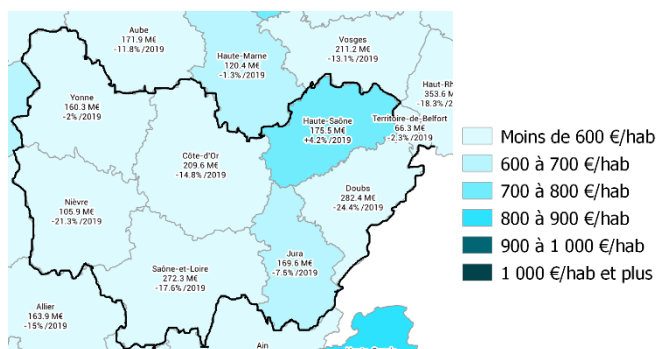 Aube
171.9 M€
-11.8% /2019
Vosges
211.2 M€
-13.1% /2019
Haute-Marne
120.4 M€
-1.3% /2019
Haut-Rh
353.6 M
-18.3% /2
Yonne
160.3 M€
-2% /2019
Haute-Saône
175.5 M€
+4.2% /2019
Territoire-de-Belfort
66.3 M€
-2.3% /2019
Côte-d'Or
209.6 M€
-14.8% /2019
Doubs
282.4 M€
-24.4% /2019
Nièvre
105.9 M€
-21.3% /2019
Jura
169.6 M€
-7.5% /2019
Saône-et-Loire
272.3 M€
-17.6% /2019
Allier
163.9 M€
-15% /2019
Ain
Moins de 600 €/hab
600 à 700 €/hab
700 à 800 €/hab
800 à 900 €/hab
900 à 1 000 €/hab
1 000 €/hab et plus